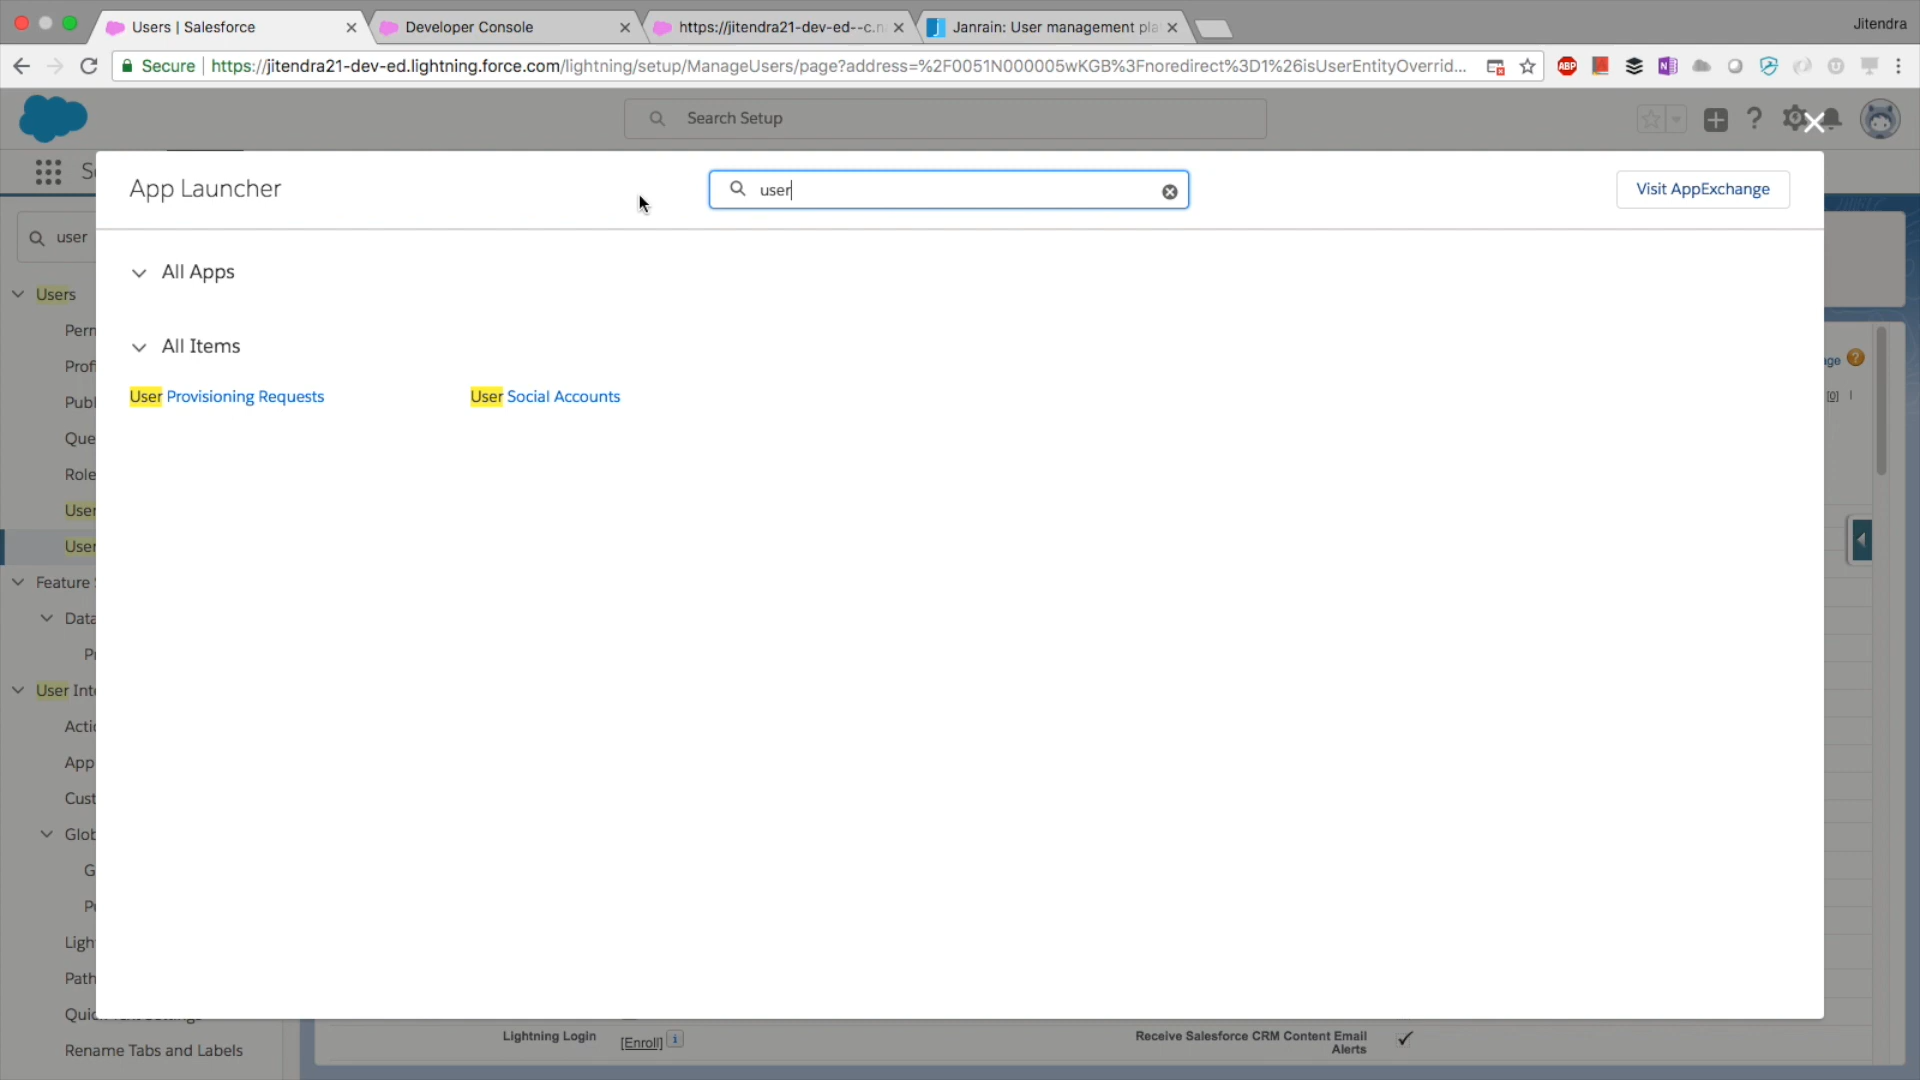 Users | Salesforce
Developer Console
https://jitendra21-dev-ed--c.n
Janrain: User management pla
Jitendra
Secure
https://jitendra21-dev-ed.lightning.force.com/lightning/setup/ManageUsers/page?address=%2F0051N000005wKGB%3Fnoredirect%3D1%26isUserEntityOverrid...
ABP
Search Setup
App Launcher
user
Visit AppExchange
user
All Apps
Users
All Items
Pern
User Provisioning Requests
User Social Accounts
Profi
Publ
[0]
Que
Role
User
User
Feature
Data
User Inte
Actio
App
Cust
Glob
G
Ligh
Path
Rename Tabs and Labels
Lightning Login
[Enroll]
Receive Salesforce CRM Content Email
Alerts